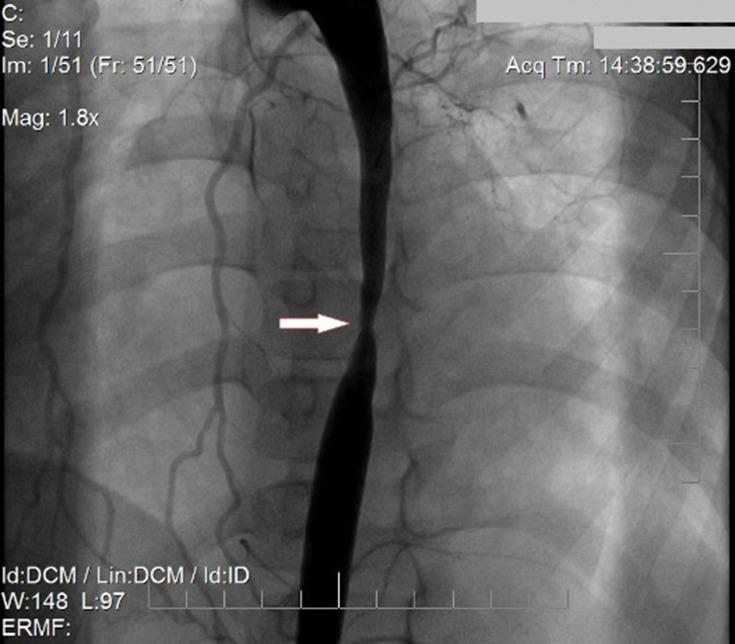 C:
Se: 1/11
Im: 1/51 (Fr: 51/51)
Acq Tm: 14:38:59.629
Mag: 1.8x
Id:DCM / Lin:DCM / Id:ID
W:148 L:97
ERMF: